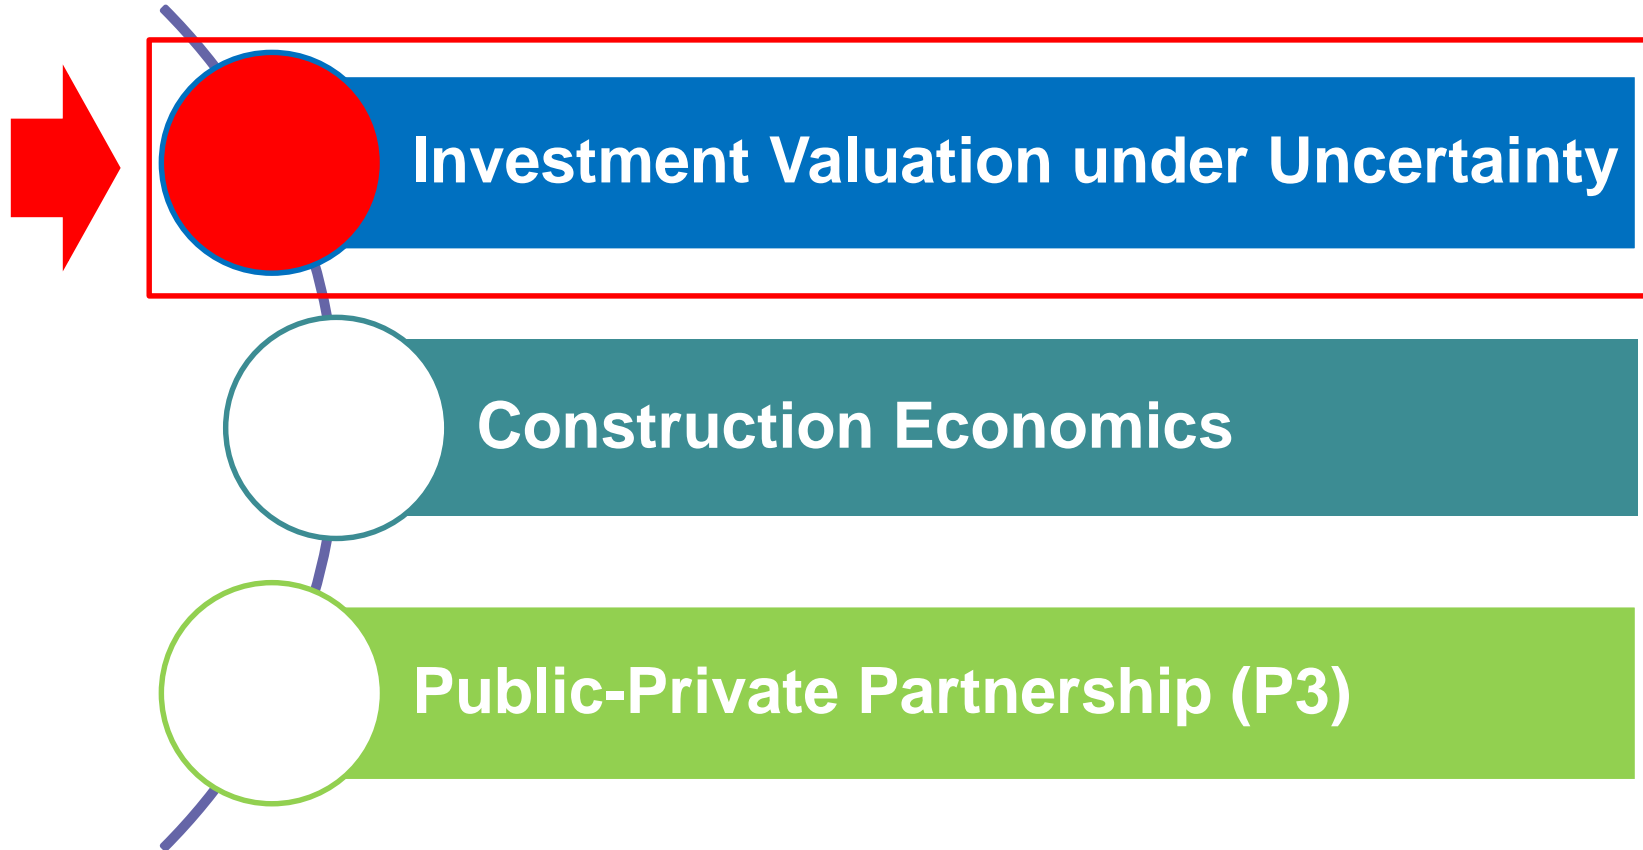 Investment Valuation under Uncertainty
Construction Economics
Public-Private Partnership (P3)